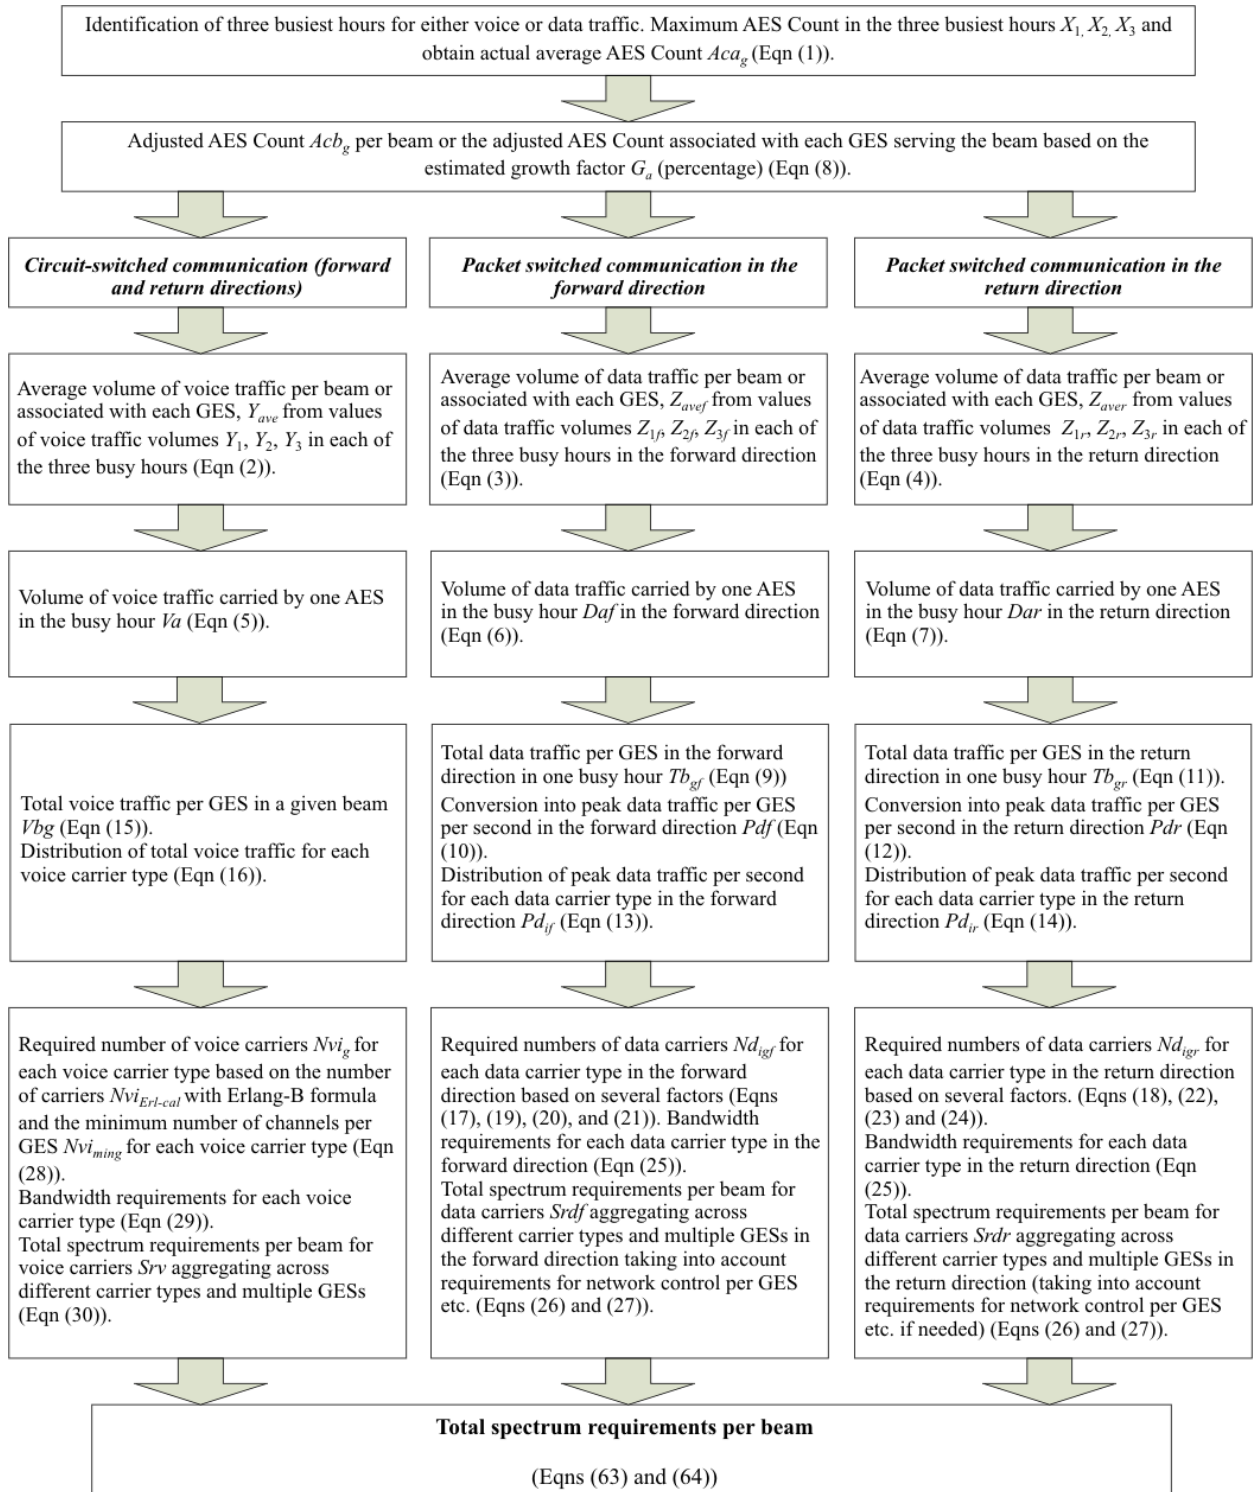 Identification of three busiest hours for either voice or data traffic. Maximum AES Count in the three busiest hours X1, X2, X3 and
obtain actual average AES Count Acag (Eqn (1)).
Adjusted AES Count Acbg per beam or the adjusted AES Count associated with each GES serving the beam based on the
estimated growth factor Ga (percentage) (Eqn (8)).
Circuit-switched communication (forward
and return directions)
Packet switched communication in the
forward direction
Packet switched communication in the
return direction
Average volume of voice traffic per beam or
associated with each GES, Yave from values
of voice traffic volumes Y1, Y2, Y3 in each of
the three busy hours (Eqn (2)).
Average volume of data traffic per beam or
associated with each GES, Zavef from values
of data traffic volumes Z1f, Z2f, Z3f in each of
the three busy hours in the forward direction
(Eqn (3)).
Average volume of data traffic per beam or
associated with each GES, Zaver from values
of data traffic volumes Z1r, Z2r, Z3r in each of
the three busy hours in the return direction
(Eqn (4)).
Volume of voice traffic carried by one AES
in the busy hour Va (Eqn (5)).
Volume of data traffic carried by one AES
in the busy hour Daf in the forward direction
(Eqn (6)).
Volume of data traffic carried by one AES
in the busy hour Dar in the return direction
(Eqn (7)).
Total voice traffic per GES in a given beam
Vbg (Eqn (15)).
Distribution of total voice traffic for each
voice carrier type (Eqn (16)).
Total data traffic per GES in the forward
direction in one busy hour Tbgf (Eqn (9))
Conversion into peak data traffic per GES
per second in the forward direction Pdf (Eqn
(10)).
Distribution of peak data traffic per second
for each data carrier type in the forward
direction Pdif (Eqn (13)).
Total data traffic per GES in the return
direction in one busy hour Tbgr (Eqn (11)).
Conversion into peak data traffic per GES
per second in the return direction Pdr (Eqn
(12)).
Distribution of peak data traffic per second
for each data carrier type in the return
direction Pdir (Eqn (14)).
Required number of voice carriers Nvig for
each voice carrier type based on the number
of carriers NviErl-cal with Erlang-B formula
and the minimum number of channels per
GES Nviming for each voice carrier type (Eqn
(28)).
Bandwidth requirements for each voice
carrier type (Eqn (29)).
Total spectrum requirements per beam for
voice carriers Srv aggregating across
different carrier types and multiple GESs
(Eqn (30)).
Required numbers of data carriers Ndigf for
each data carrier type in the forward
direction based on several factors (Eqns
(17), (19), (20), and (21)). Bandwidth
requirements for each data carrier type in the
forward direction (Eqn (25)).
Total spectrum requirements per beam for
data carriers Srdf aggregating across
different carrier types and multiple GESs in
the forward direction taking into account
requirements for network control per GES
etc. (Eqns (26) and (27)).
Required numbers of data carriers Ndigr for
each data carrier type in the return direction
based on several factors. (Eqns (18), (22),
(23) and (24)).
Bandwidth requirements for each data
carrier type in the return direction (Eqn
(25)).
Total spectrum requirements per beam for
data carriers Srdr aggregating across
different carrier types and multiple GESs in
the return direction (taking into account
requirements for network control per GES
etc. if needed) (Eqns (26) and (27)).
Total spectrum requirements per beam
(Eqns (63) and (64))